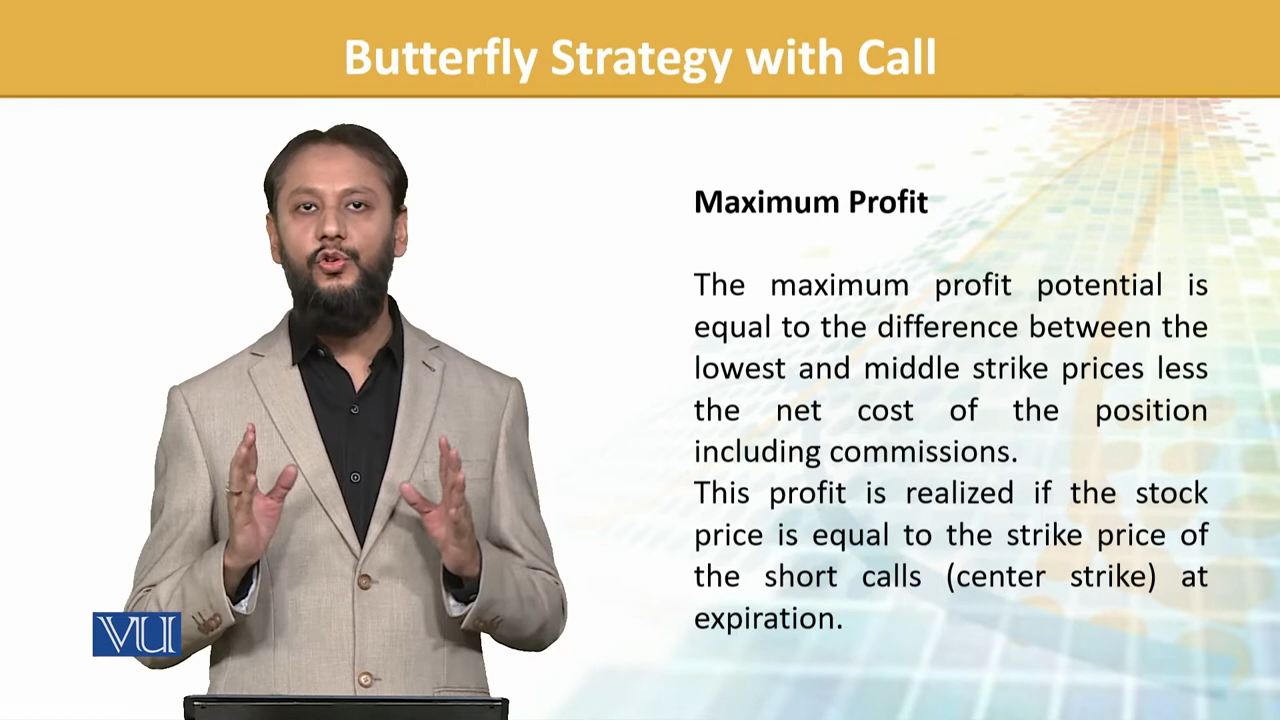 Butterfly Strategy with Call
Maximum Profit
The maximum profit potential is
equal to the difference between the
lowest and middle strike prices less
the net cost of the position
including commissions.
This profit is realized if the stock
price is equal to the strike price of
the short calls (center strike) at
expiration.
VU